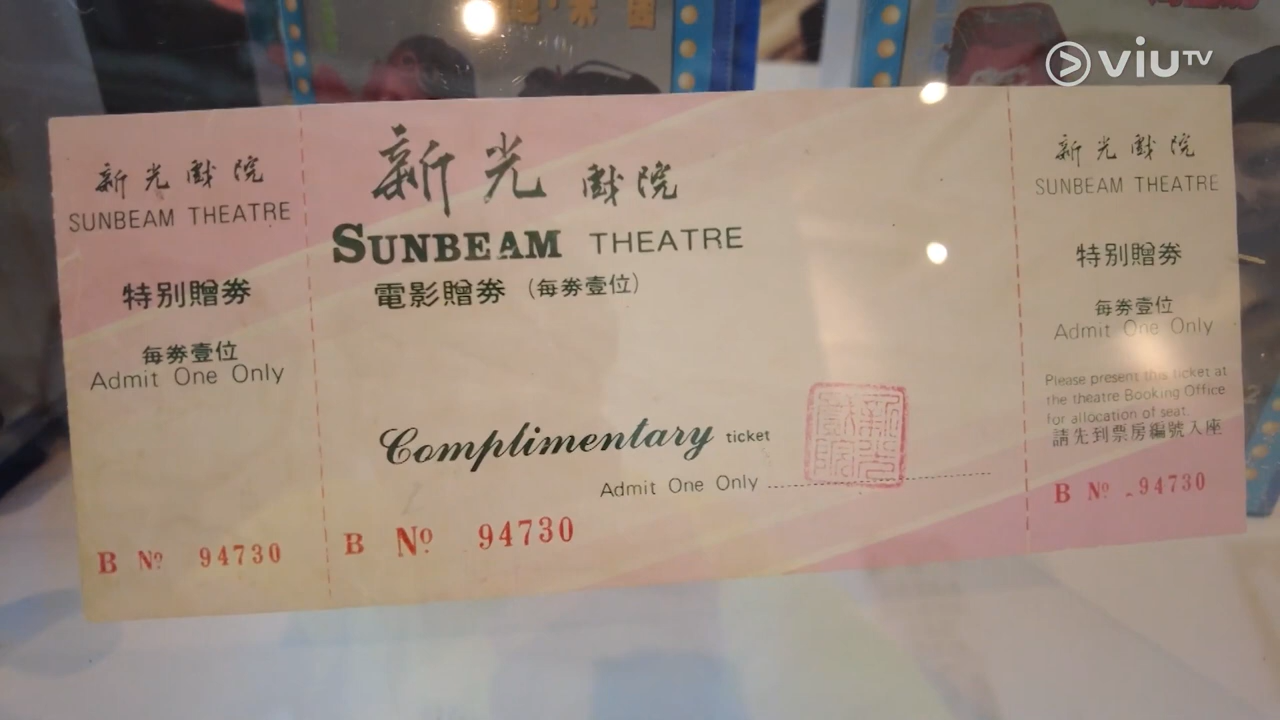 viuTV
新光戲院
SUNBEAM THEATRE
特別贈券
每券壹位
Admit One Only
B Nº 94730
新光戲院
SUNBEAM THEATRE
電影贈券（每券壹位）
Complimentary ticket
Admit One Only
新光
戲院
B Nº 94730
新光戲院
SUNBEAM THEATRE
特別贈券
每券壹位
Admit One Only
Please present this ticket at
the theatre Booking Office
for allocation of seat.
請先到票房編號入座
B Nº 94730